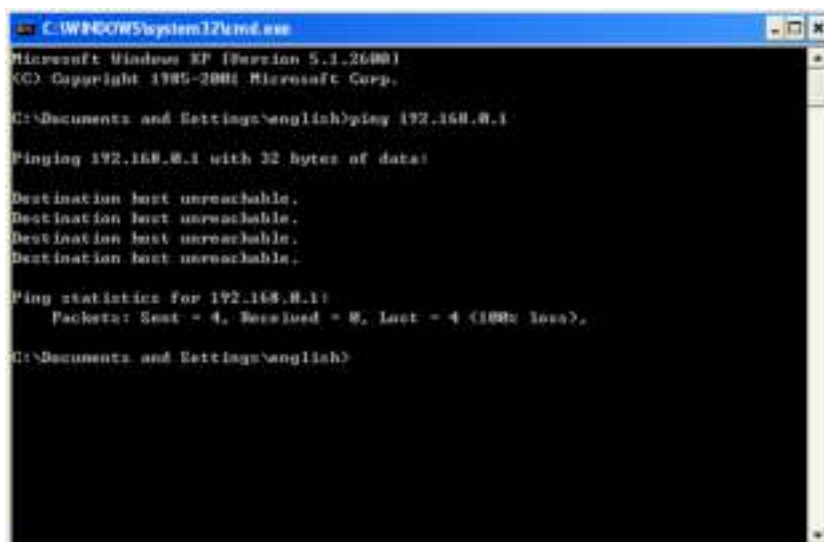 C:\WINDOWS\system32\cmd.exe
Microsoft Windows XP [Version 5.1.2600]
(C) Copyright 1985-2001 Microsoft Corp.
C:\Documents and Settings\english>ping 192.168.0.1
Pinging 192.168.0.1 with 32 bytes of data:
Destination host unreachable.
Destination host unreachable.
Destination host unreachable.
Destination host unreachable.
Ping statistics for 192.168.0.1:
Packets: Sent = 4, Received = 0, Lost = 4 (100% loss),
C:\Documents and Settings\english>